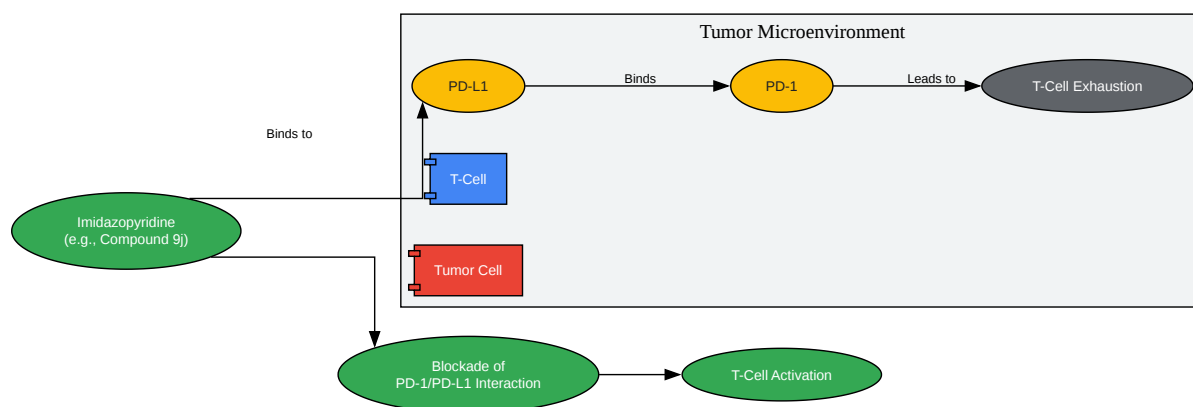 Tumor Microenvironment
PD-L1
Binds
PD-1
Leads to
T-Cell Exhaustion
Binds to
T-Cell
Imidazopyridine
(e.g., Compound 9j)
Tumor Cell
Blockade of
PD-1/PD-L1 Interaction
T-Cell Activation